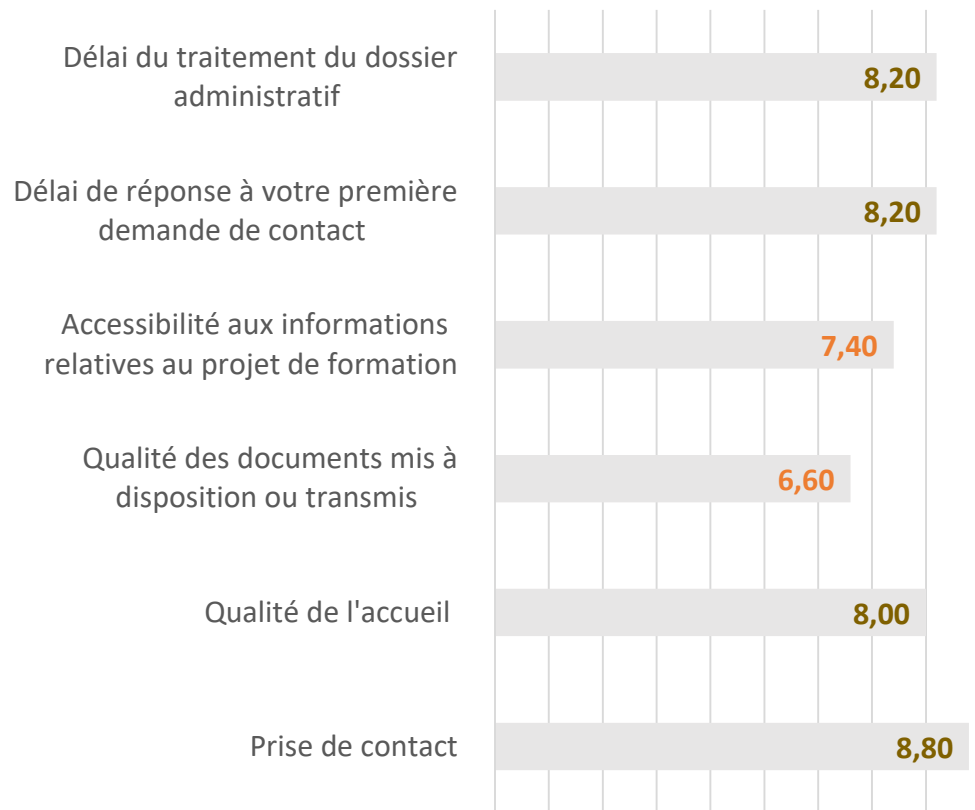 Délai du traitement du dossier
administratif
8,20
Délai de réponse à votre première
demande de contact
8,20
Accessibilité aux informations
relatives au projet de formation
7,40
Qualité des documents mis à
disposition ou transmis
6,60
Qualité de l'accueil
8,00
Prise de contact
8,80